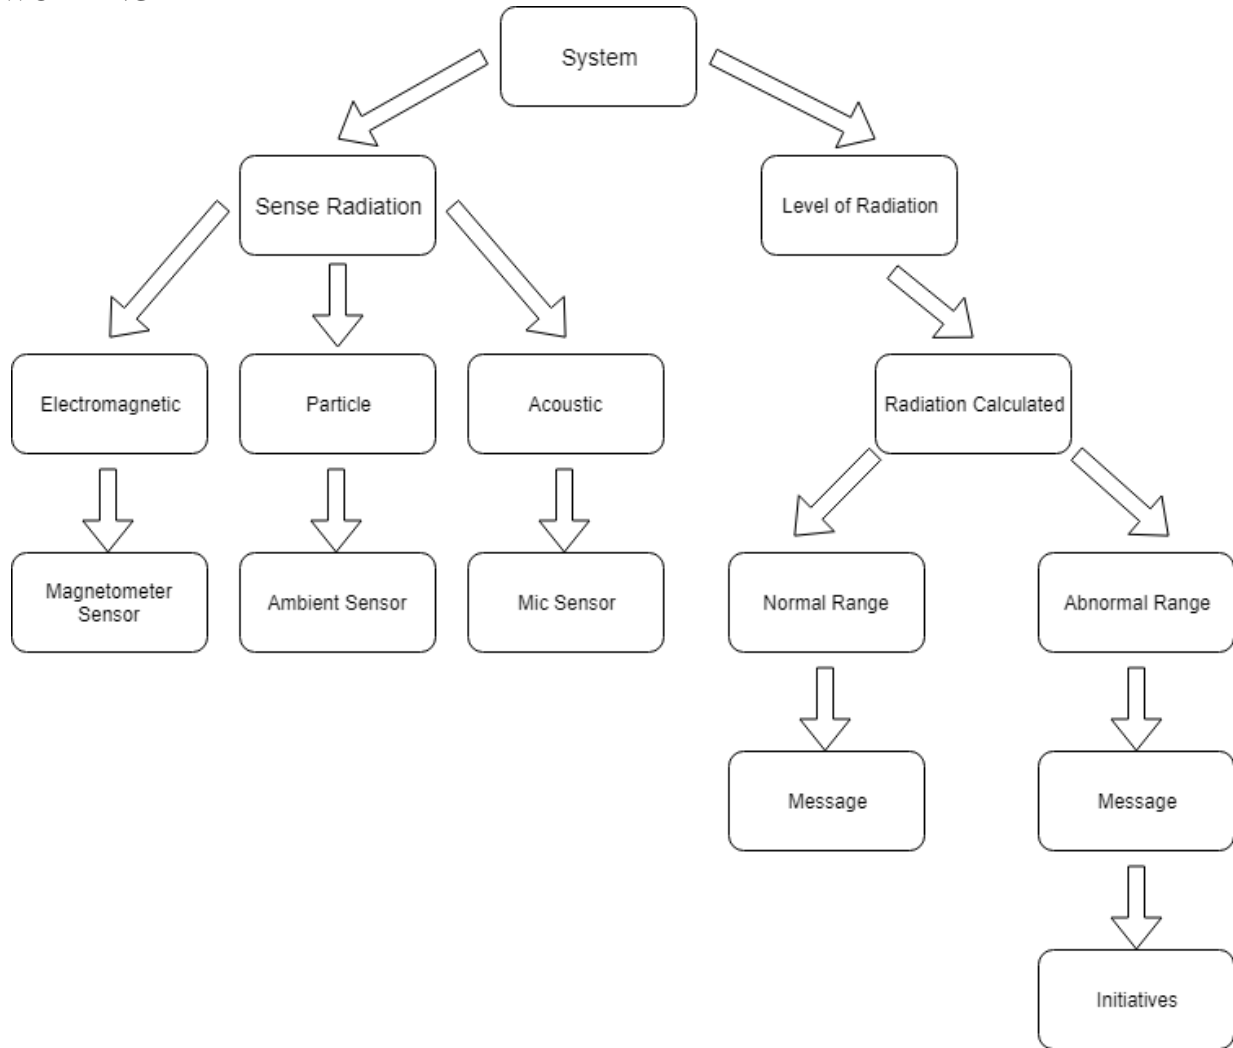 System
Sense Radiation
Level of Radiation
Electromagnetic
Particle
Acoustic
Radiation Calculated
Magnetometer
Sensor
Ambient Sensor
Mic Sensor
Normal Range
Abnormal Range
Message
Message
Initiatives